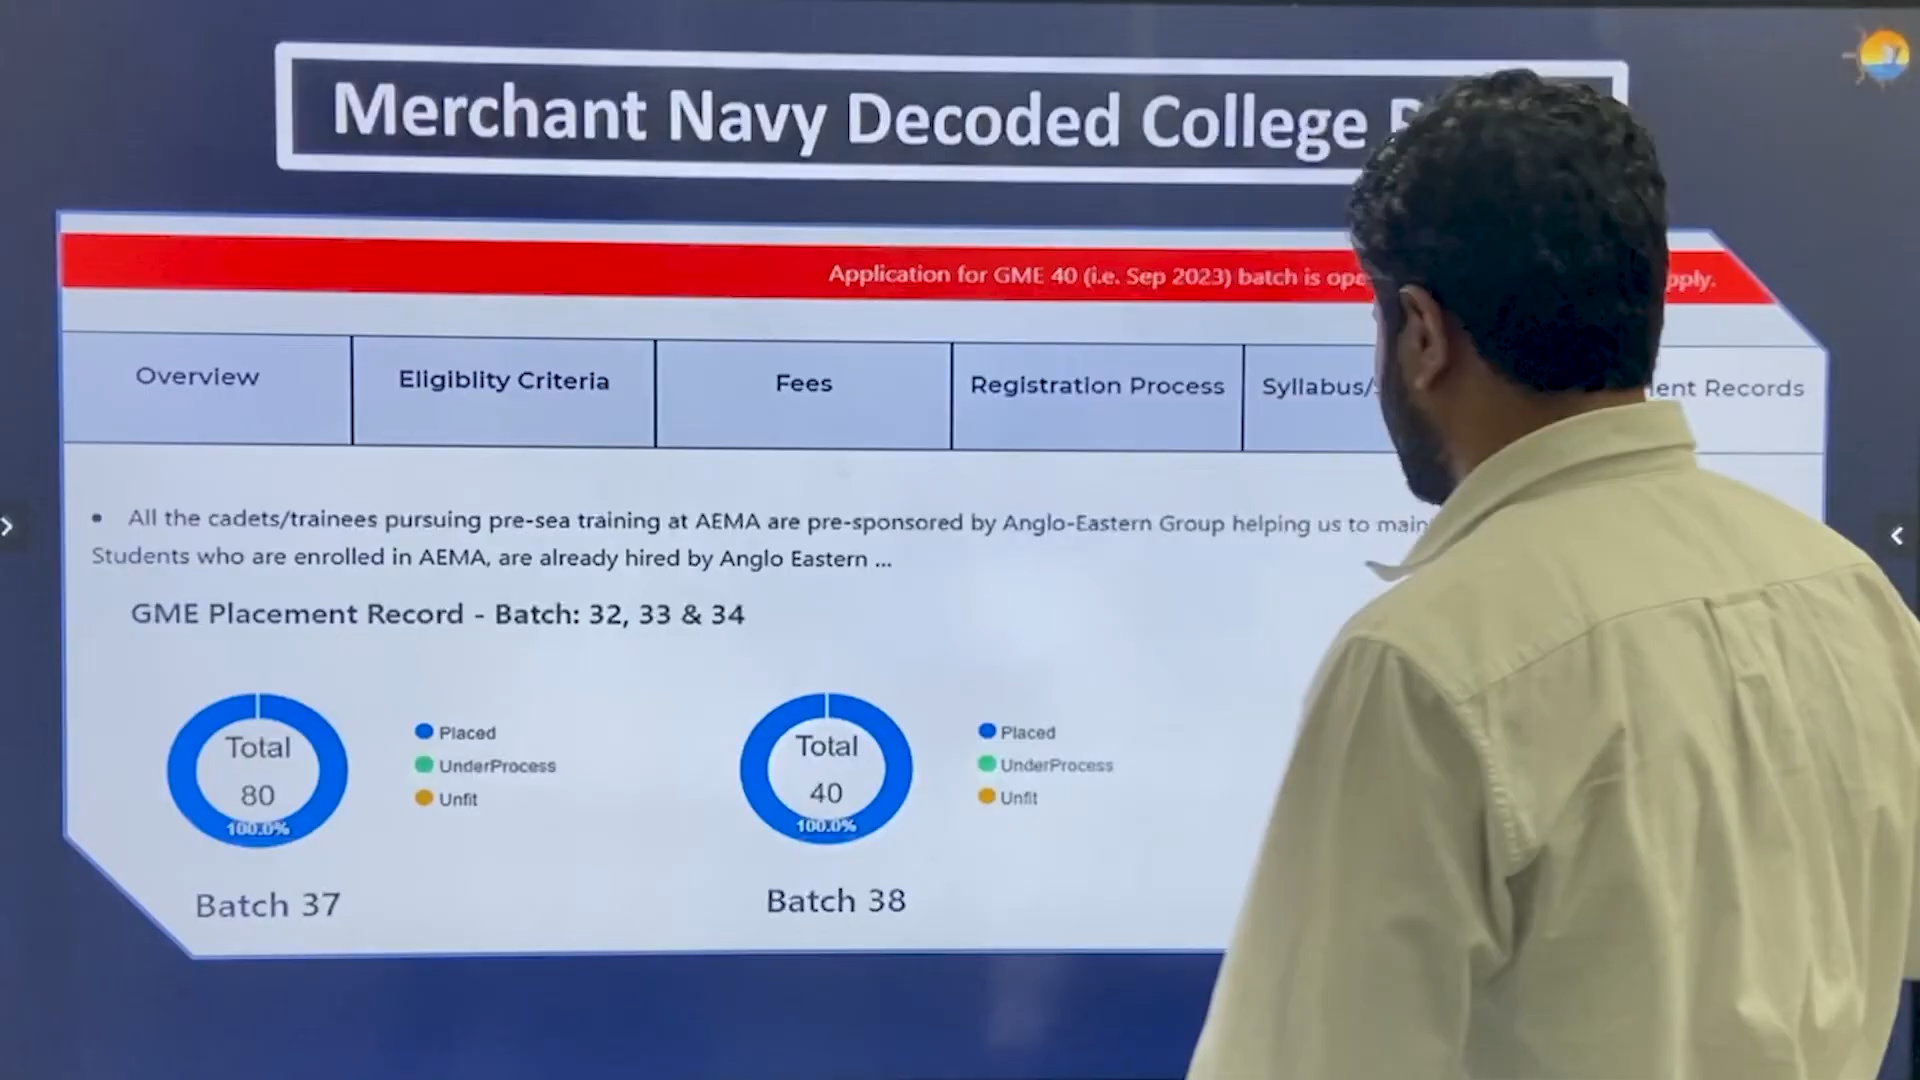 Merchant Navy Decoded College
Application for GME 40 (i.e. Sep 2023) batch is ope pply.
Overview
Eligiblity Criteria
Fees
Registration Process
Syllabus/
ent Records
• All the cadets/trainees pursuing pre-sea training at AEMA are pre-sponsored by Anglo-Eastern Group helping us to main
Students who are enrolled in AEMA, are already hired by Anglo Eastern ...
GME Placement Record - Batch: 32, 33 & 34
Total
80
100.0%
Placed
UnderProcess
Unfit
Batch 37
Total
40
100.0%
Placed
UnderProcess
Unfit
Batch 38